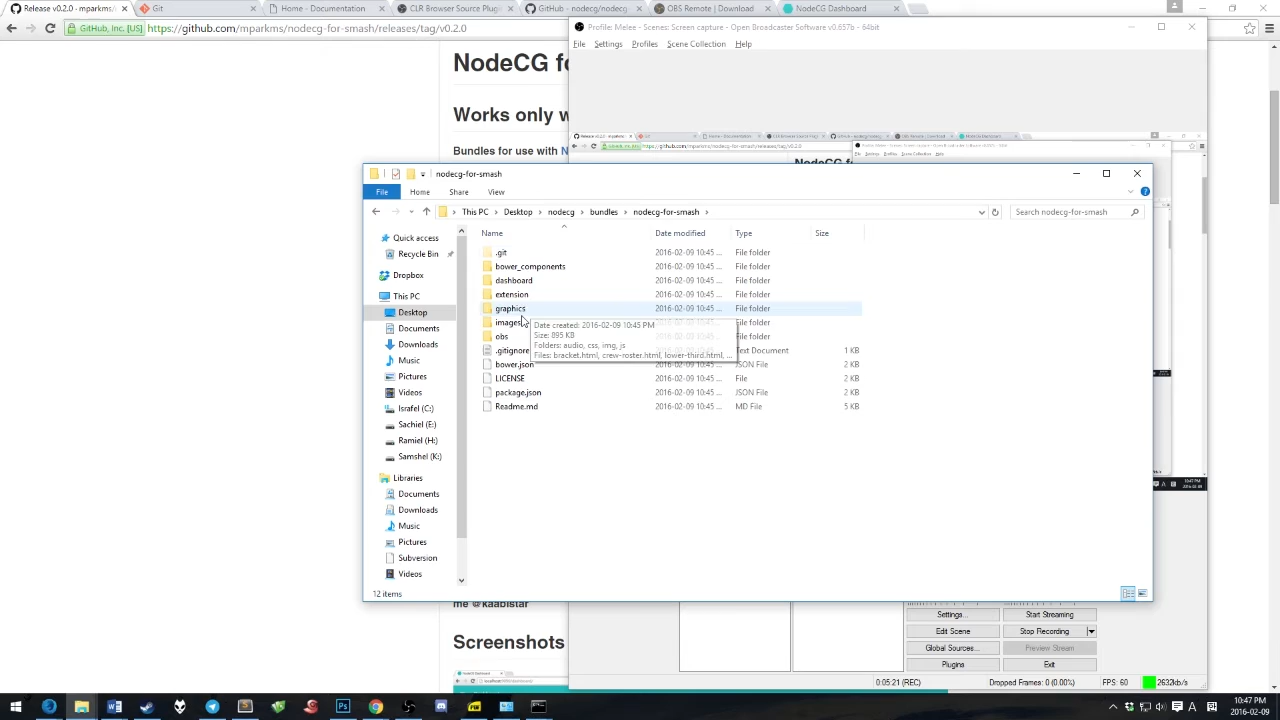 Release v0.2.0 · mparkms/
Git
Home - Documentation
CLR Browser Source Plugi
GitHub - nodecg/nodecg
OBS Remote | Download
NodeCG Dashboard
GitHub, Inc. [US] https://github.com/mparkms/nodecg-for-smash/releases/tag/v0.2.0
NodeCG fo
Works only w
Bundles for use with N
me @kaabistar
Screenshots
Profile: Melee - Scenes: Screen capture - Open Broadcaster Software v0.657b - 64bit
File Settings Profiles Scene Collection Help
NodeCG fo
nodecg-for-smash
File Home Share View
This PC Desktop nodecg bundles nodecg-for-smash
Search nodecg-for-smash
Name Date modified Type Size
Quick access
Recycle Bin
Dropbox
This PC
Desktop
Documents
Downloads
Music
Pictures
Videos
Israfel (C:)
Sachiel (E:)
Ramiel (H:)
Samshel (K:)
Libraries
Documents
Downloads
Music
Pictures
Subversion
Videos
.git 2016-02-09 10:45 ... File folder
bower_components 2016-02-09 10:45 ... File folder
dashboard 2016-02-09 10:45 ... File folder
extension 2016-02-09 10:45 ... File folder
graphics 2016-02-09 10:45 ... File folder
images File folder
obs File folder
.gitignore Text Document 1 KB
bower.json 2016-02-09 10:45 ... JSON File 2 KB
LICENSE 2016-02-09 10:45 ... File 2 KB
package.json 2016-02-09 10:45 ... JSON File 2 KB
Readme.md 2016-02-09 10:45 ... MD File 5 KB
Date created: 2016-02-09 10:45 PM
Size: 895 KB
Folders: audio, css, img, js
Files: bracket.html, crew-roster.html, lower-third.html, ...
12 items
Settings... Start Streaming
Edit Scene Stop Recording
Global Sources... Preview Stream
Plugins Exit
0:05:21 (REC) Dropped Frames: 0 (0.00%) FPS: 60
10:47 PM
2016-02-09